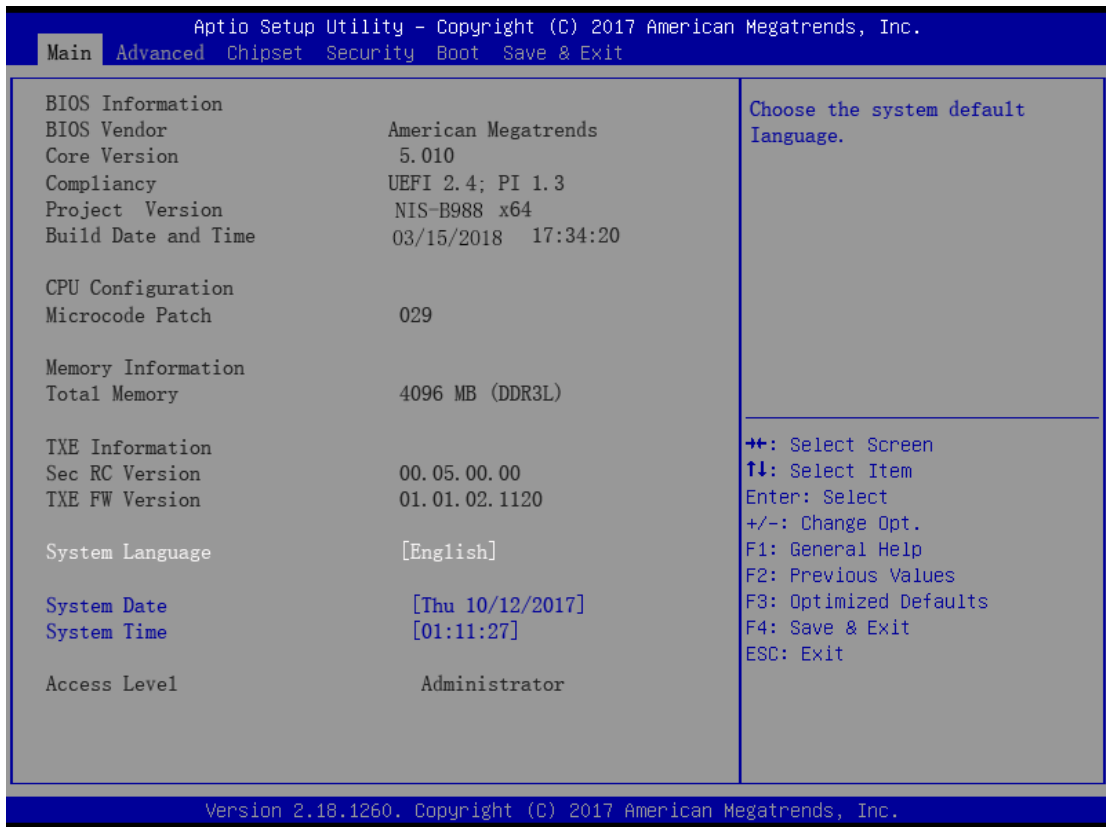 Aptio Setup Utility – Copyright (C) 2017 American Megatrends, Inc.
Main Advanced Chipset Security Boot Save & Exit
BIOS Information
BIOS Vendor American Megatrends
Core Version 5.010
Compliancy UEFI 2.4; PI 1.3
Project Version NIS-B988 x64
Build Date and Time 03/15/2018 17:34:20
CPU Configuration
Microcode Patch 029
Memory Information
Total Memory 4096 MB (DDR3L)
TXE Information
Sec RC Version 00.05.00.00
TXE FW Version 01.01.02.1120
System Language [English]
System Date [Thu 10/12/2017]
System Time [01:11:27]
Access Level Administrator
Choose the system default
Ianguage.
→←: Select Screen
↑↓: Select Item
Enter: Select
+/-: Change Opt.
F1: General Help
F2: Previous Values
F3: Optimized Defaults
F4: Save & Exit
ESC: Exit
Version 2.18.1260. Copyright (C) 2017 American Megatrends, Inc.